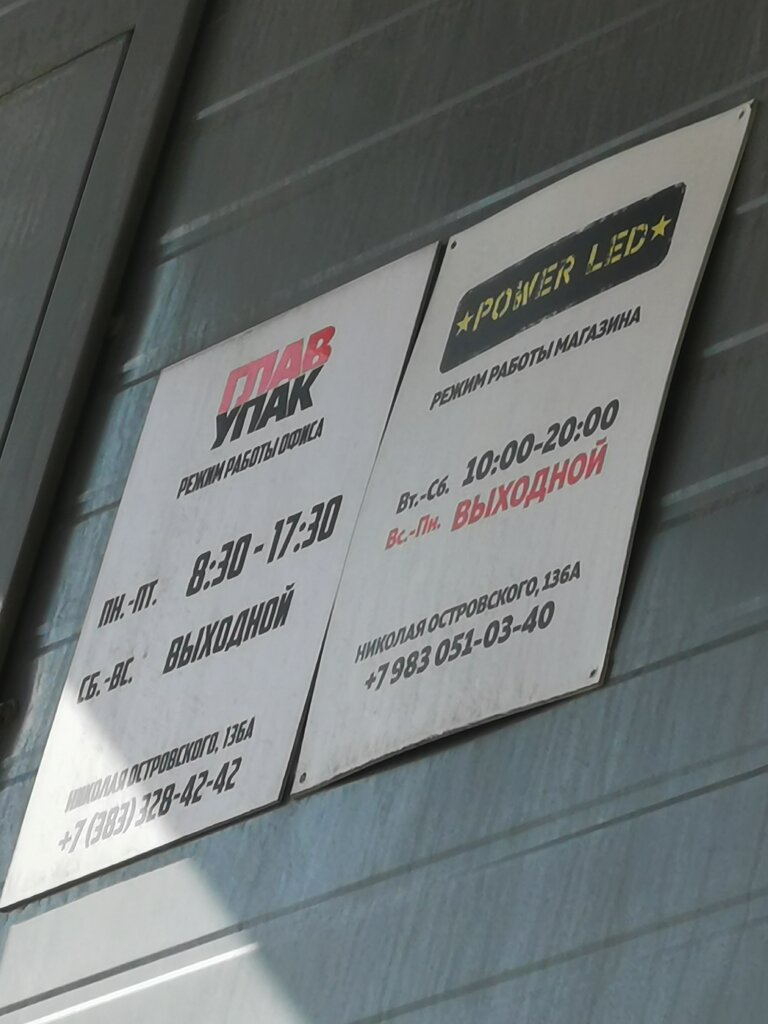 ГЛАВ
УПАК
РЕЖИМ РАБОТЫ ОФИСА
ПН.-ПТ. 8:30 - 17:30
СБ.-ВС. ВЫХОДНОЙ
НИКОЛАЯ ОСТРОВСКОГО, 136А
+7 (383) 328-42-42
★POWER LED★
РЕЖИМ РАБОТЫ МАГАЗИНА
Вт.-Сб. 10:00-20:00
Вс.-Пн. ВЫХОДНОЙ
НИКОЛАЯ ОСТРОВСКОГО, 136А
+7 983 051-03-40